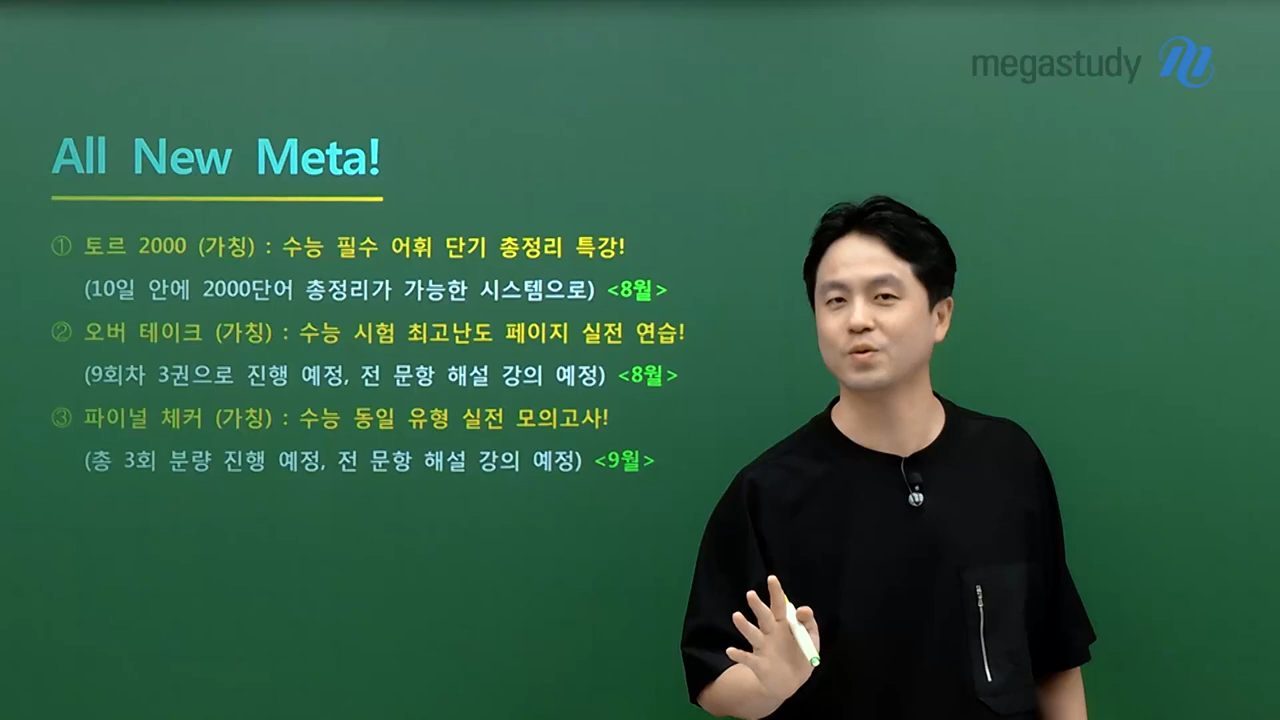 megastudy
All New Meta!
① 토르 2000 (가칭) : 수능 필수 어휘 단기 총정리 특강!
(10일 안에 2000단어 총정리가 가능한 시스템으로) <8월>
② 오버 테이크 (가칭) : 수능 시험 최고난도 페이지 실전 연습!
(9회차 3권으로 진행 예정, 전 문항 해설 강의 예정) <8월>
③ 파이널 체커 (가칭) : 수능 동일 유형 실전 모의고사!
(총 3회 분량 진행 예정, 전 문항 해설 강의 예정) <9월>